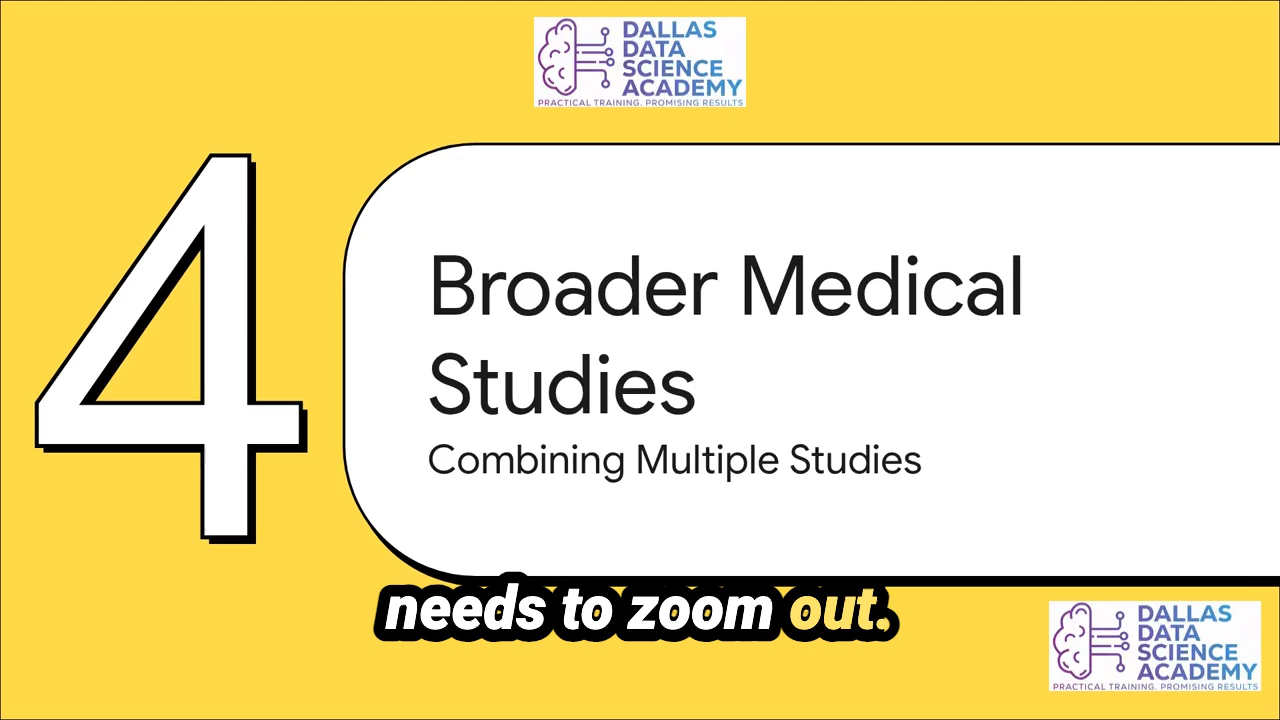 DALLAS
DATA
SCIENCE
ACADEMY
PRACTICAL TRAINING. PROMISING RESULTS
4
Broader Medical
Studies
Combining Multiple Studies
needs to zoom out.
DALLAS
DATA
SCIENCE
ACADEMY
PRACTICAL TRAINING. PROMISING RESULTS